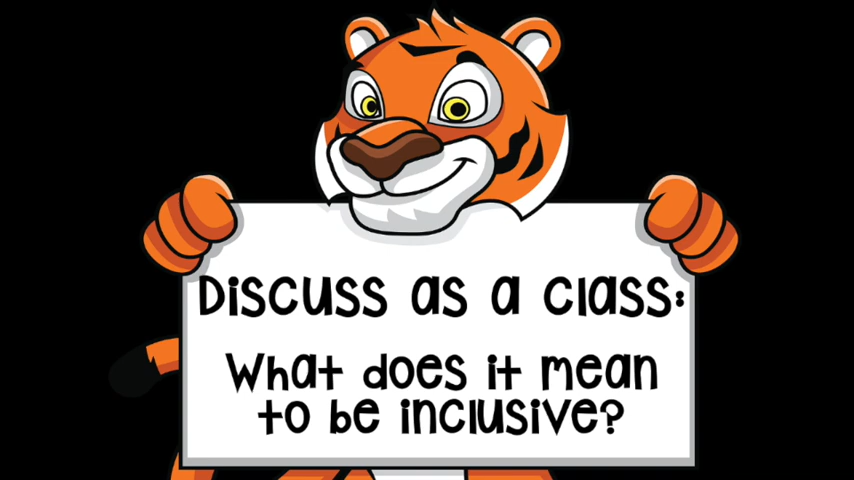 Discuss as a class:
What does it mean
to be inclusive?